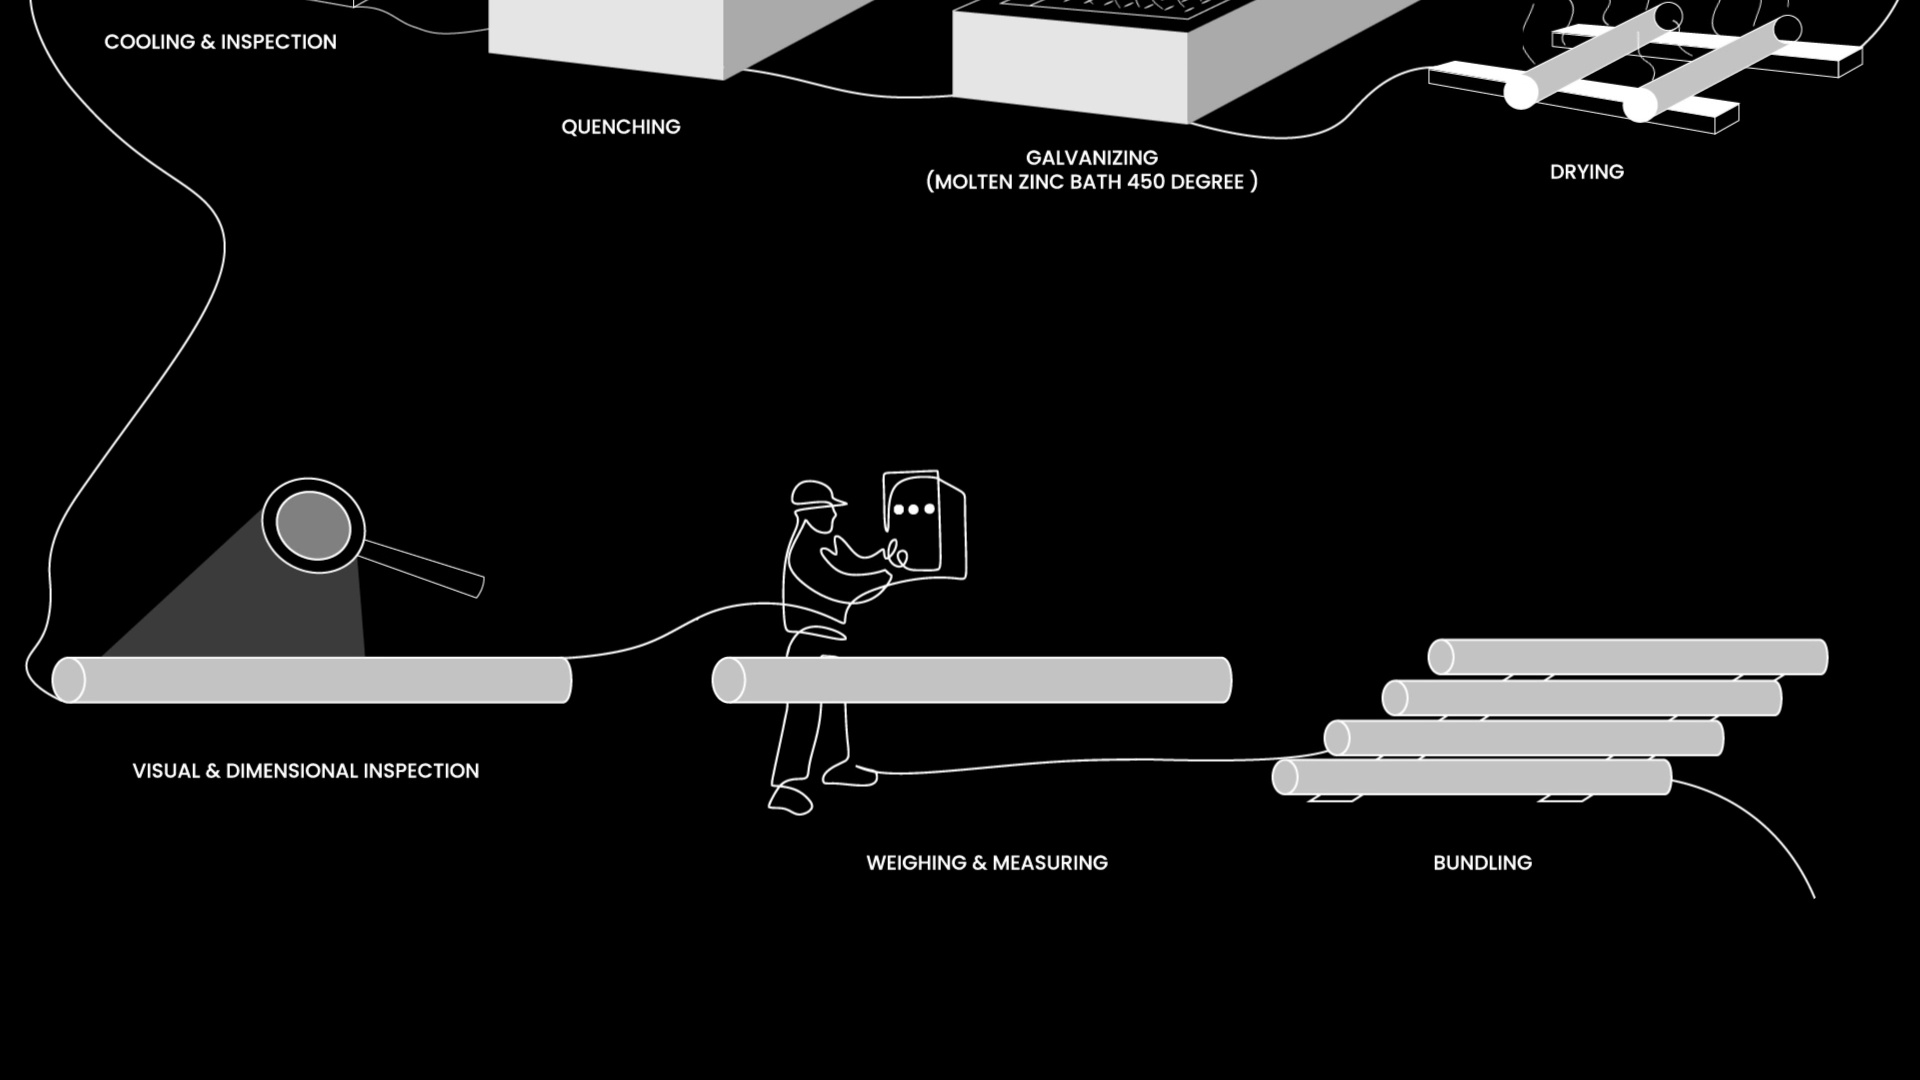 COOLING & INSPECTION
QUENCHING
GALVANIZING
(MOLTEN ZINC BATH 450 DEGREE )
DRYING
VISUAL & DIMENSIONAL INSPECTION
WEIGHING & MEASURING
BUNDLING